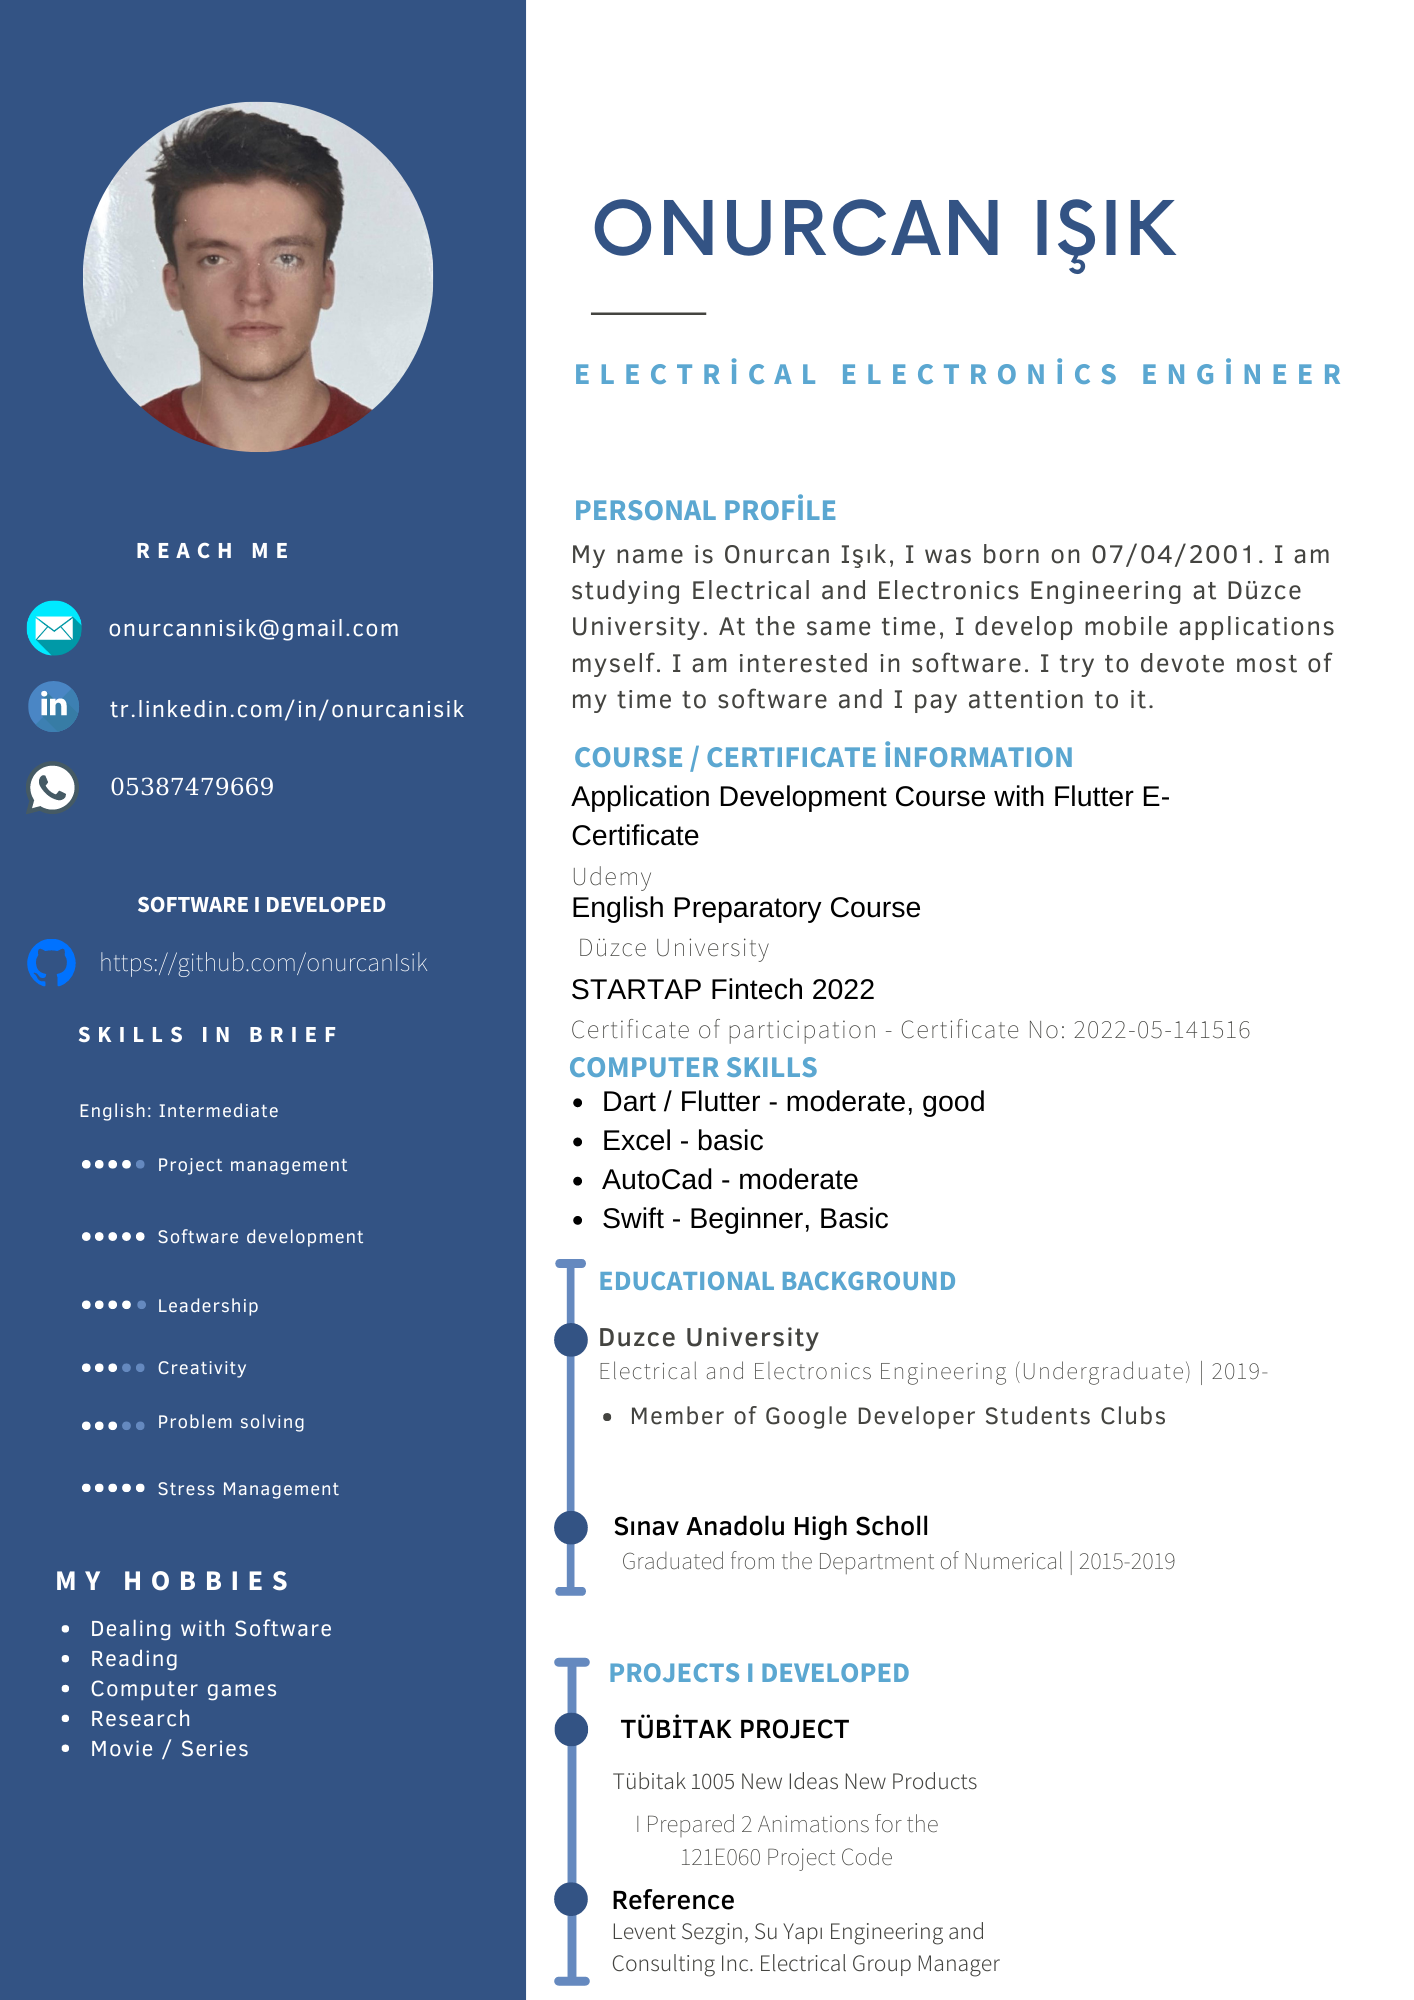 REACH ME
onurcannisik@gmail.com
in
tr.linkedin.com/in/onurcanisik
05387479669
SOFTWARE I DEVELOPED
https://github.com/onurcanIsik
SKILLS IN BRIEF
English: Intermediate
Project management
Software development
Leadership
Creativity
Problem solving
Stress Management
MY HOBBIES
• Dealing with Software
• Reading
• Computer games
• Research
• Movie / Series
ONURCAN IŞIK
ELECTRİCAL ELECTRONİCS ENGİNEER
PERSONAL PROFİLE
My name is Onurcan Işık, I was born on 07/04/2001. I am
studying Electrical and Electronics Engineering at Düzce
University. At the same time, I develop mobile applications
myself. I am interested in software. I try to devote most of
my time to software and I pay attention to it.
COURSE / CERTIFICATE İNFORMATION
Application Development Course with Flutter E-
Certificate
Udemy
English Preparatory Course
Düzce University
STARTAP Fintech 2022
Certificate of participation - Certificate No: 2022-05-141516
COMPUTER SKILLS
• Dart / Flutter - moderate, good
• Excel - basic
• AutoCad - moderate
• Swift - Beginner, Basic
EDUCATIONAL BACKGROUND
Duzce University
Electrical and Electronics Engineering (Undergraduate) | 2019-
• Member of Google Developer Students Clubs
Sınav Anadolu High Scholl
Graduated from the Department of Numerical | 2015-2019
PROJECTS I DEVELOPED
TÜBİTAK PROJECT
Tübitak 1005 New Ideas New Products
I Prepared 2 Animations for the
121E060 Project Code
Reference
Levent Sezgin, Su Yapı Engineering and
Consulting Inc. Electrical Group Manager